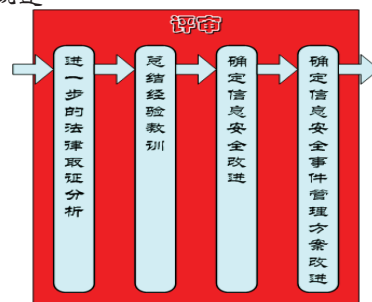 评审
进一步的法律取证分析
总结经验教训
确定信息安全改进
确定信息安全事件管理方案改进